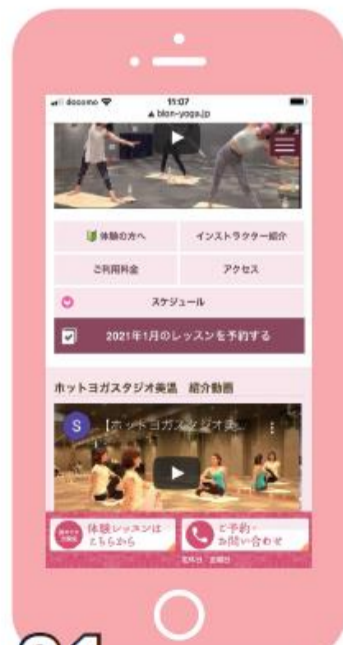 docomo 11:07
blon-yoga.jp
体験の方へ インストラクター紹介
ご利用料金 アクセス
スケジュール
2021年1月のレッスンを予約する
ホットヨガスタジオ美温 紹介動画
S 【ホットヨガスタジオ美...
体験レッスンは
こちらから
ご予約・
お問い合わせ